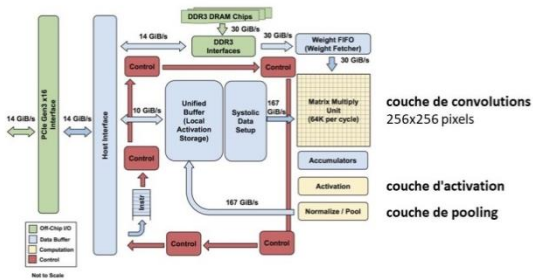 DDR3 DRAM Chips
30 GiB/s
14 GiB/s
DDR3
Interfaces
30 GiB/s
Weight FIFO
(Weight Fetcher)
30 GiB/s
Control
Control
PCIe Gen3 x16
Interface
14 GiB/s
14 GiB/s
Host Interface
10 GiB/s
Unified
Buffer
(Local
Activation
Storage)
Systolic
Data
Setup
167
GiB/s
Matrix Multiply
Unit
(64K per cycle)
couche de convolutions
256x256 pixels
Control
Accumulators
Instr
Activation
couche d'activation
167 GiB/s
Normalize / Pool
couche de pooling
Off-Chip I/O
Data Buffer
Computation
Control
Control
Control
Not to Scale